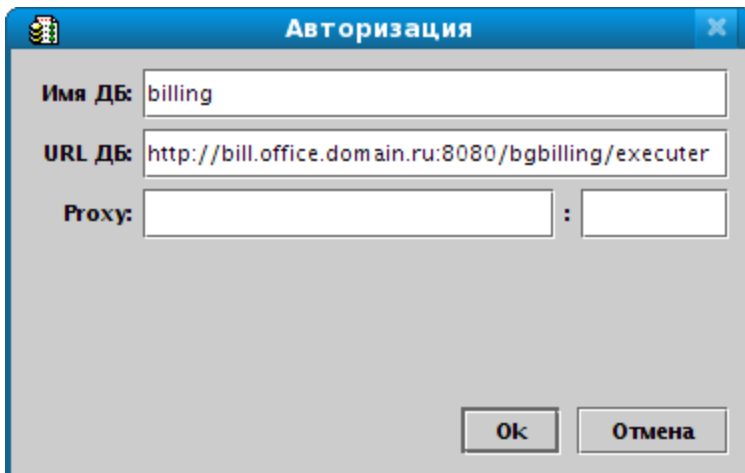 Авторизация
Имя ДБ: billing
URL ДБ: http://bill.office.domain.ru:8080/bgbilling/executer
Proxy: :
Ok Отмена